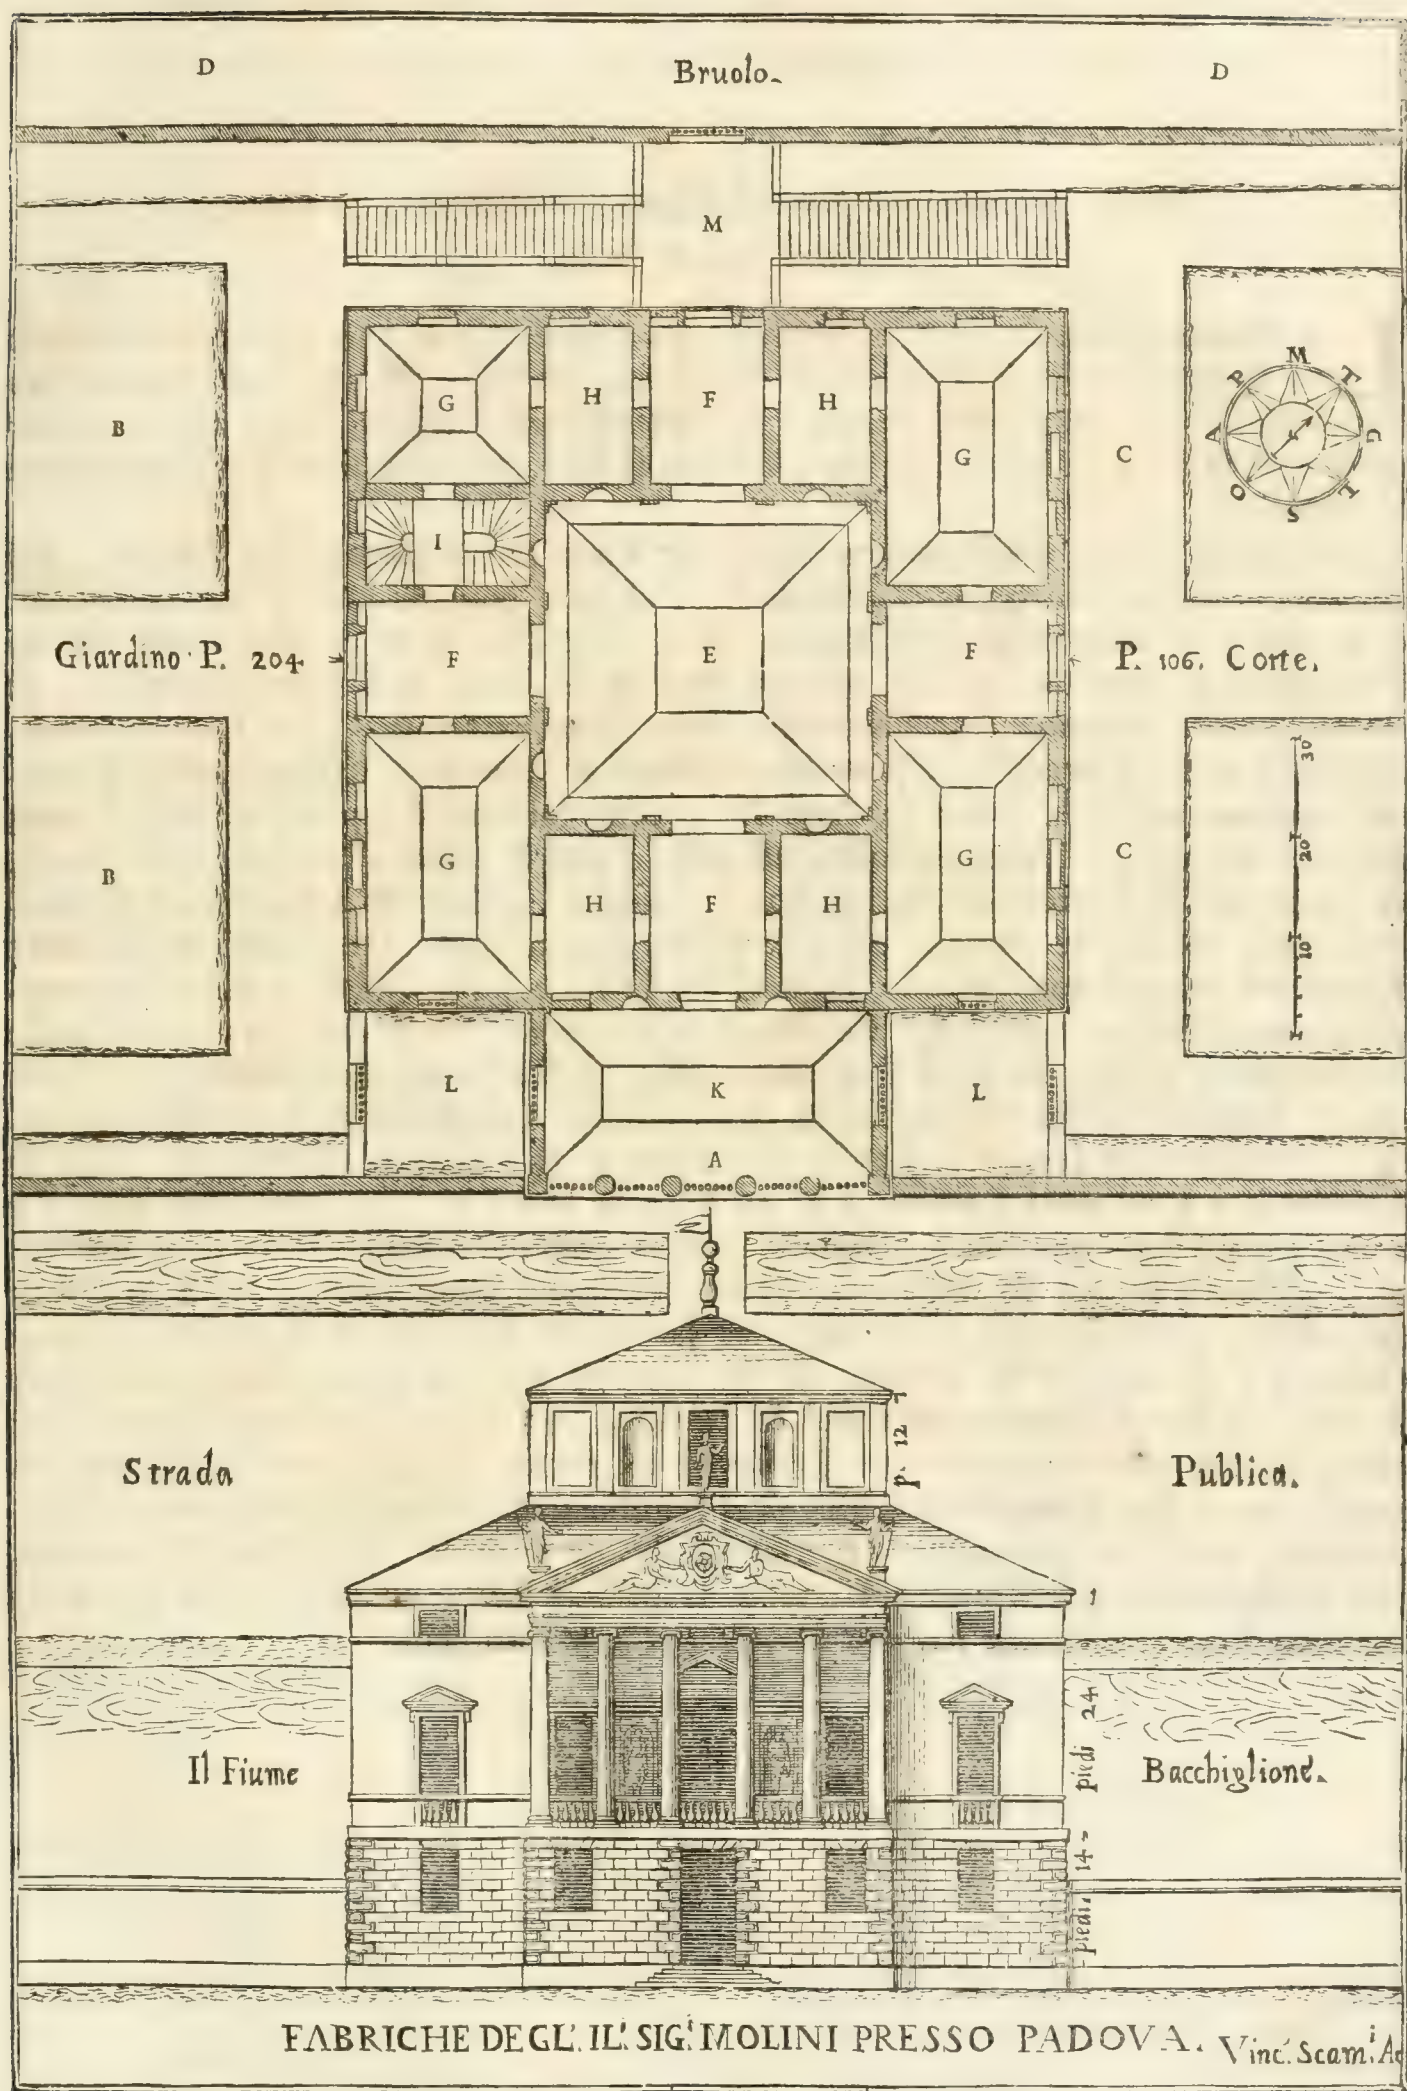 D Bruolo. D
M
B
G H F H G
C
M T G L S O A P
I
Giardino P. 204 F E F P. 106. Corte.
B
G G
C
H F H
30
20
10
L K L
A
Strada Publica.
p. 12
Il Fiume Bacchiglione.
piedi 24
piedi. 14
FABRICHE DEGL'. IL'. SIG.ⁱ MOLINI PRESSO PADOVA. Vinc'. Scam.ⁱ